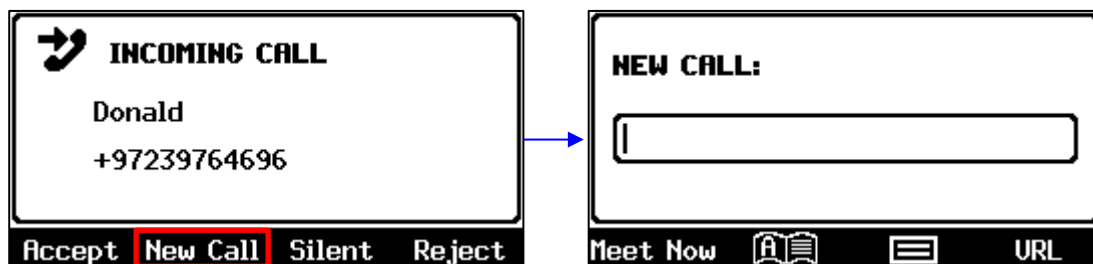 INCOMING CALL
Donald
+97239764696
Accept New Call Silent Reject
NEW CALL:
Meet Now A URL